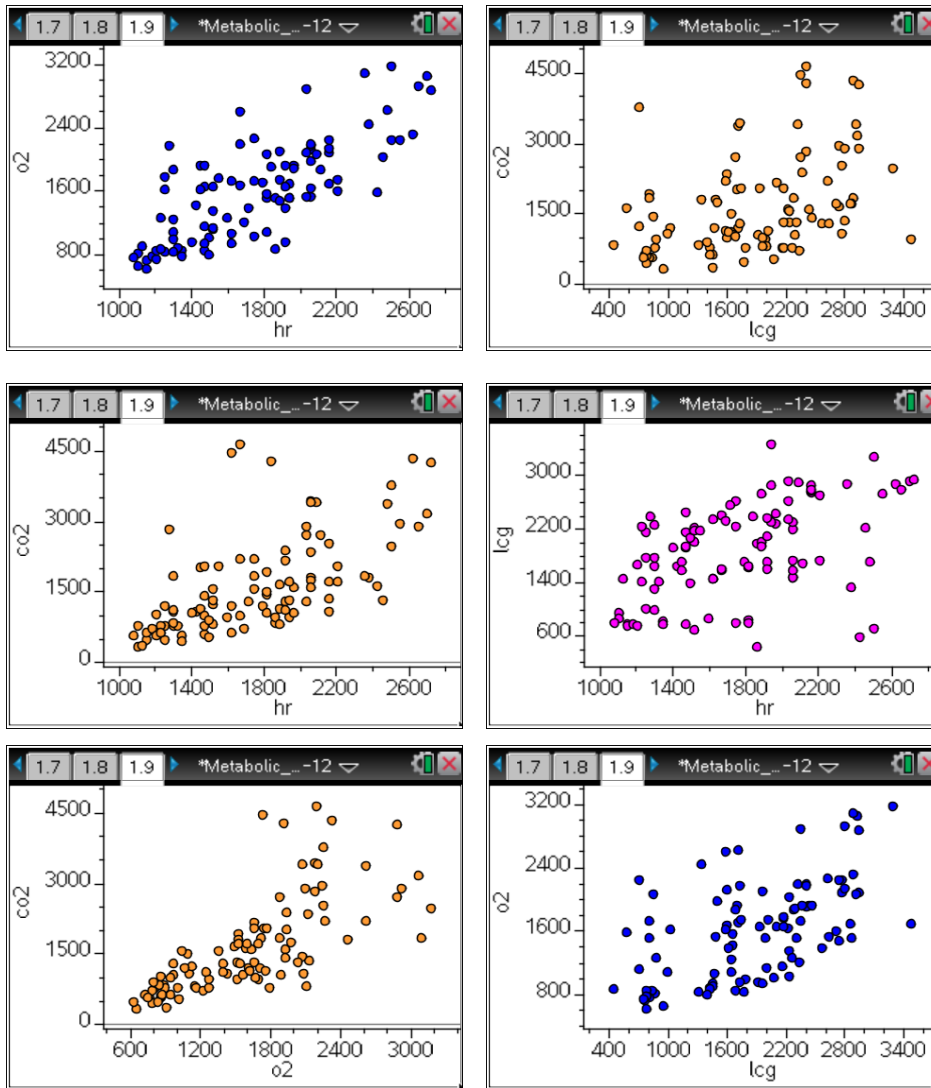 1.7 1.8 1.9 *Metabolic_...-12
3200
2400
1600
800
o2
1000 1400 1800 2200 2600
hr
1.7 1.8 1.9 *Metabolic_...-12
4500
3000
1500
0
co2
400 1000 1600 2200 2800 3400
lcg
1.7 1.8 1.9 *Metabolic_...-12
4500
3000
1500
0
co2
1000 1400 1800 2200 2600
hr
1.7 1.8 1.9 *Metabolic_...-12
3000
2200
1400
600
lcg
1000 1400 1800 2200 2600
hr
1.7 1.8 1.9 *Metabolic_...-12
4500
3000
1500
0
co2
600 1200 1800 2400 3000
o2
1.7 1.8 1.9 *Metabolic_...-12
3200
2400
1600
800
o2
400 1000 1600 2200 2800 3400
lcg